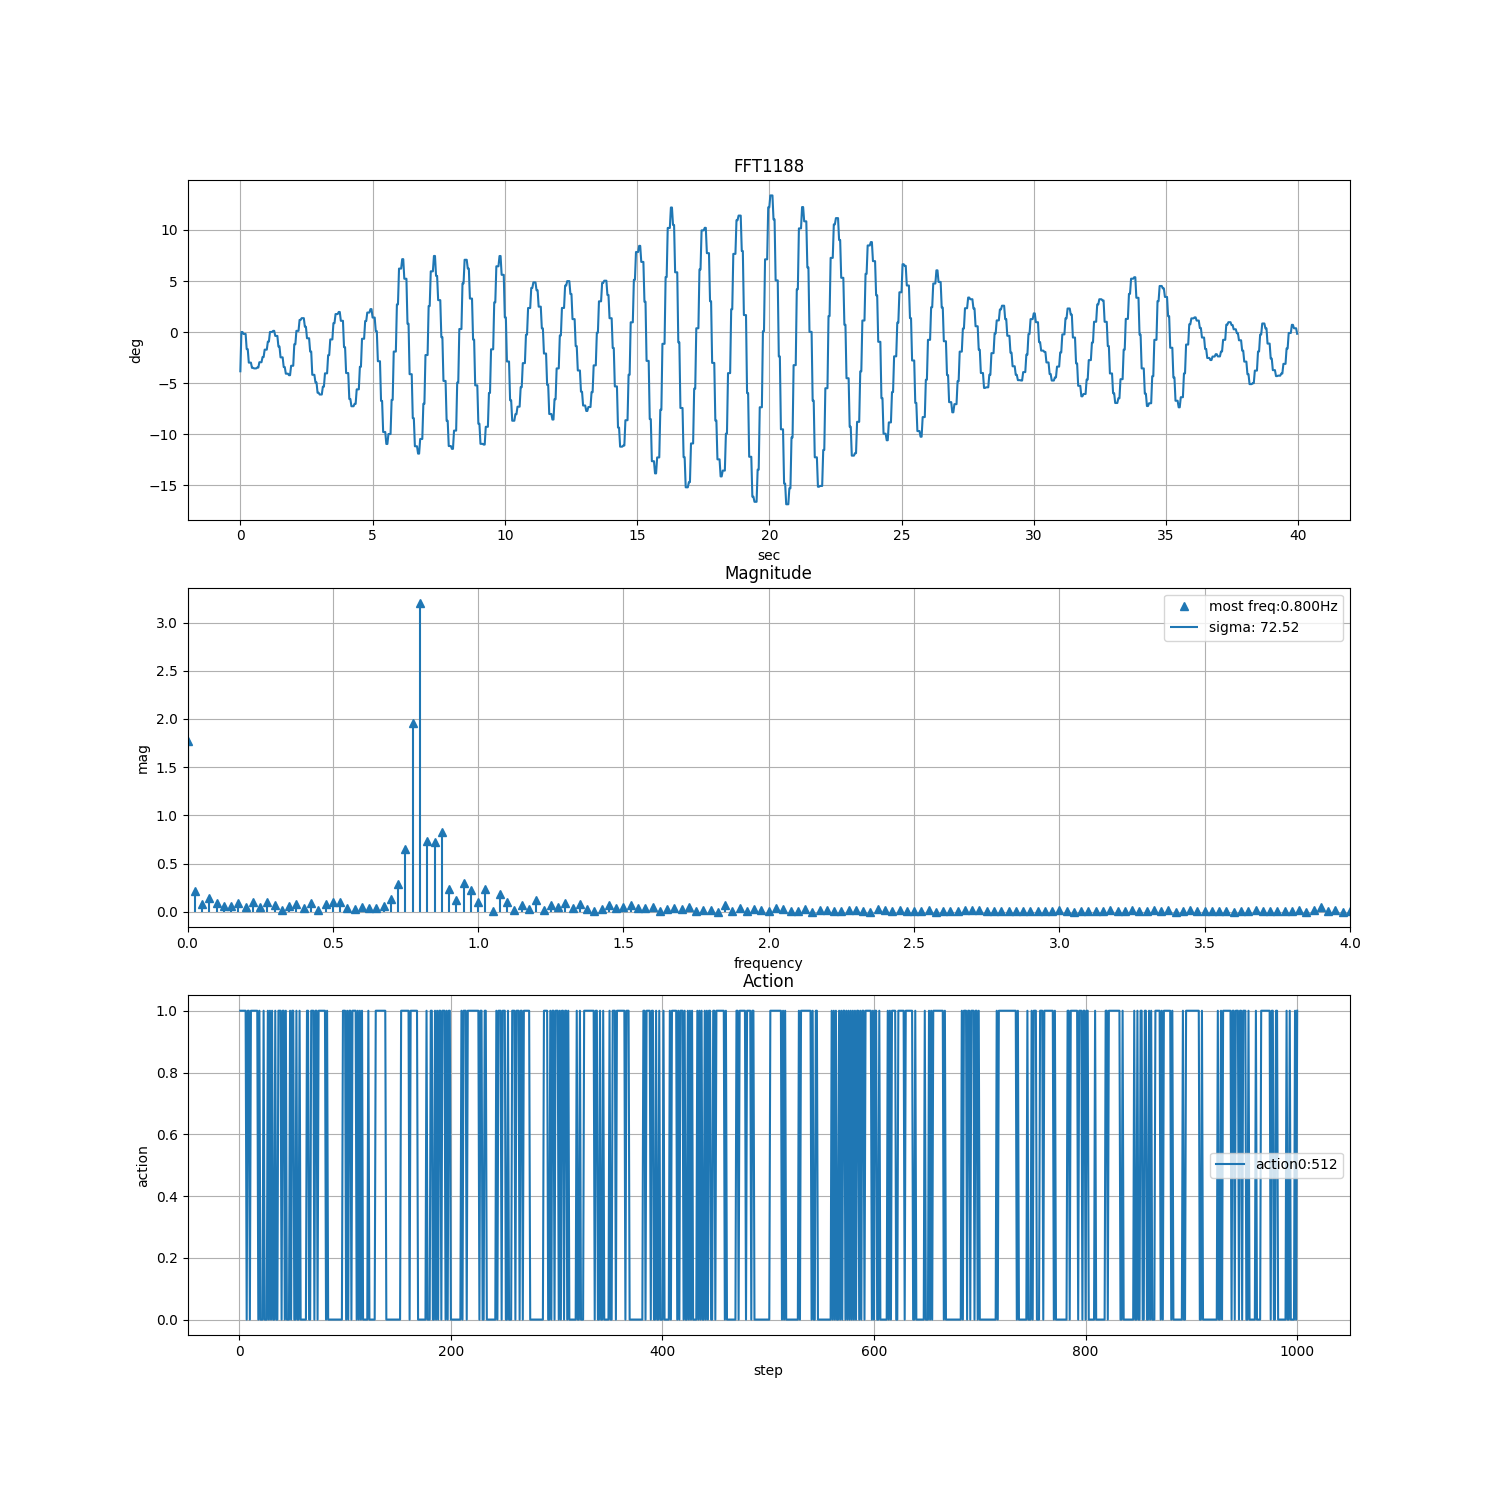 FFT1188
10
5
0
−5
−10
−15
deg
0 5 10 15 20 25 30 35 40
sec
Magnitude
most freq:0.800Hz
sigma: 72.52
3.0
2.5
2.0
1.5
1.0
0.5
0.0
mag
0.0 0.5 1.0 1.5 2.0 2.5 3.0 3.5 4.0
frequency
Action
1.0
0.8
0.6
0.4
0.2
0.0
action
action0:512
0 200 400 600 800 1000
step